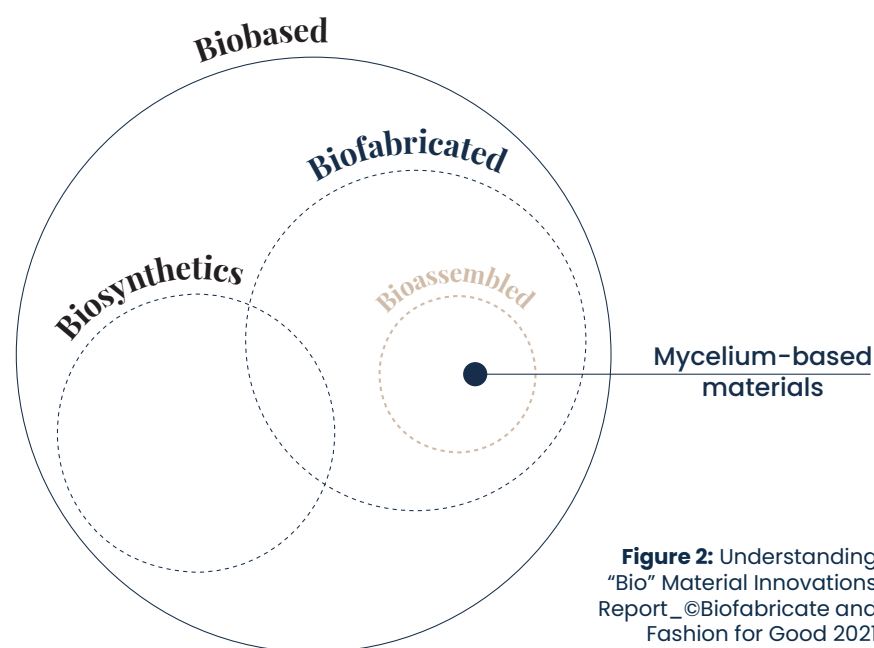 Biobased
Biofabricated
Biosynthetics
Bioassembled
Mycelium-based
materials
Figure 2: Understanding
“Bio” Material Innovations
Report_©Biofabricate and
Fashion for Good 2021